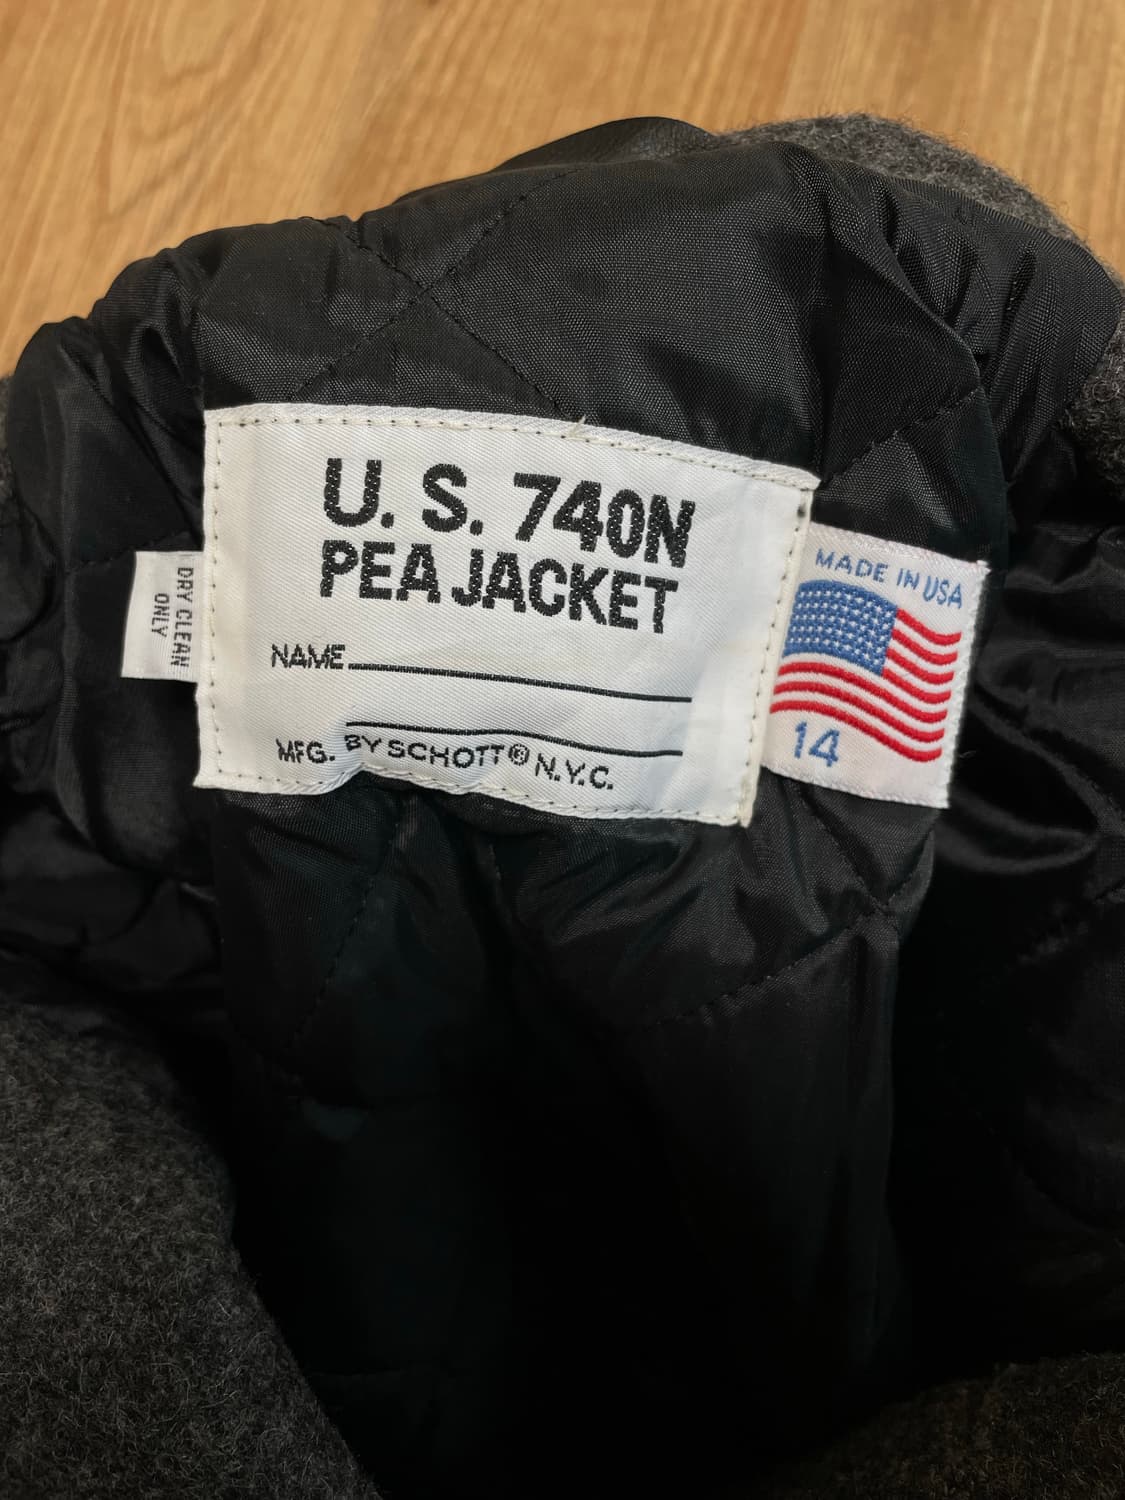 U. S. 740N
PEA JACKET
NAME
MFG. BY SCHOTT® N.Y.C.
DRY CLEAN
ONLY
MADE IN USA
14